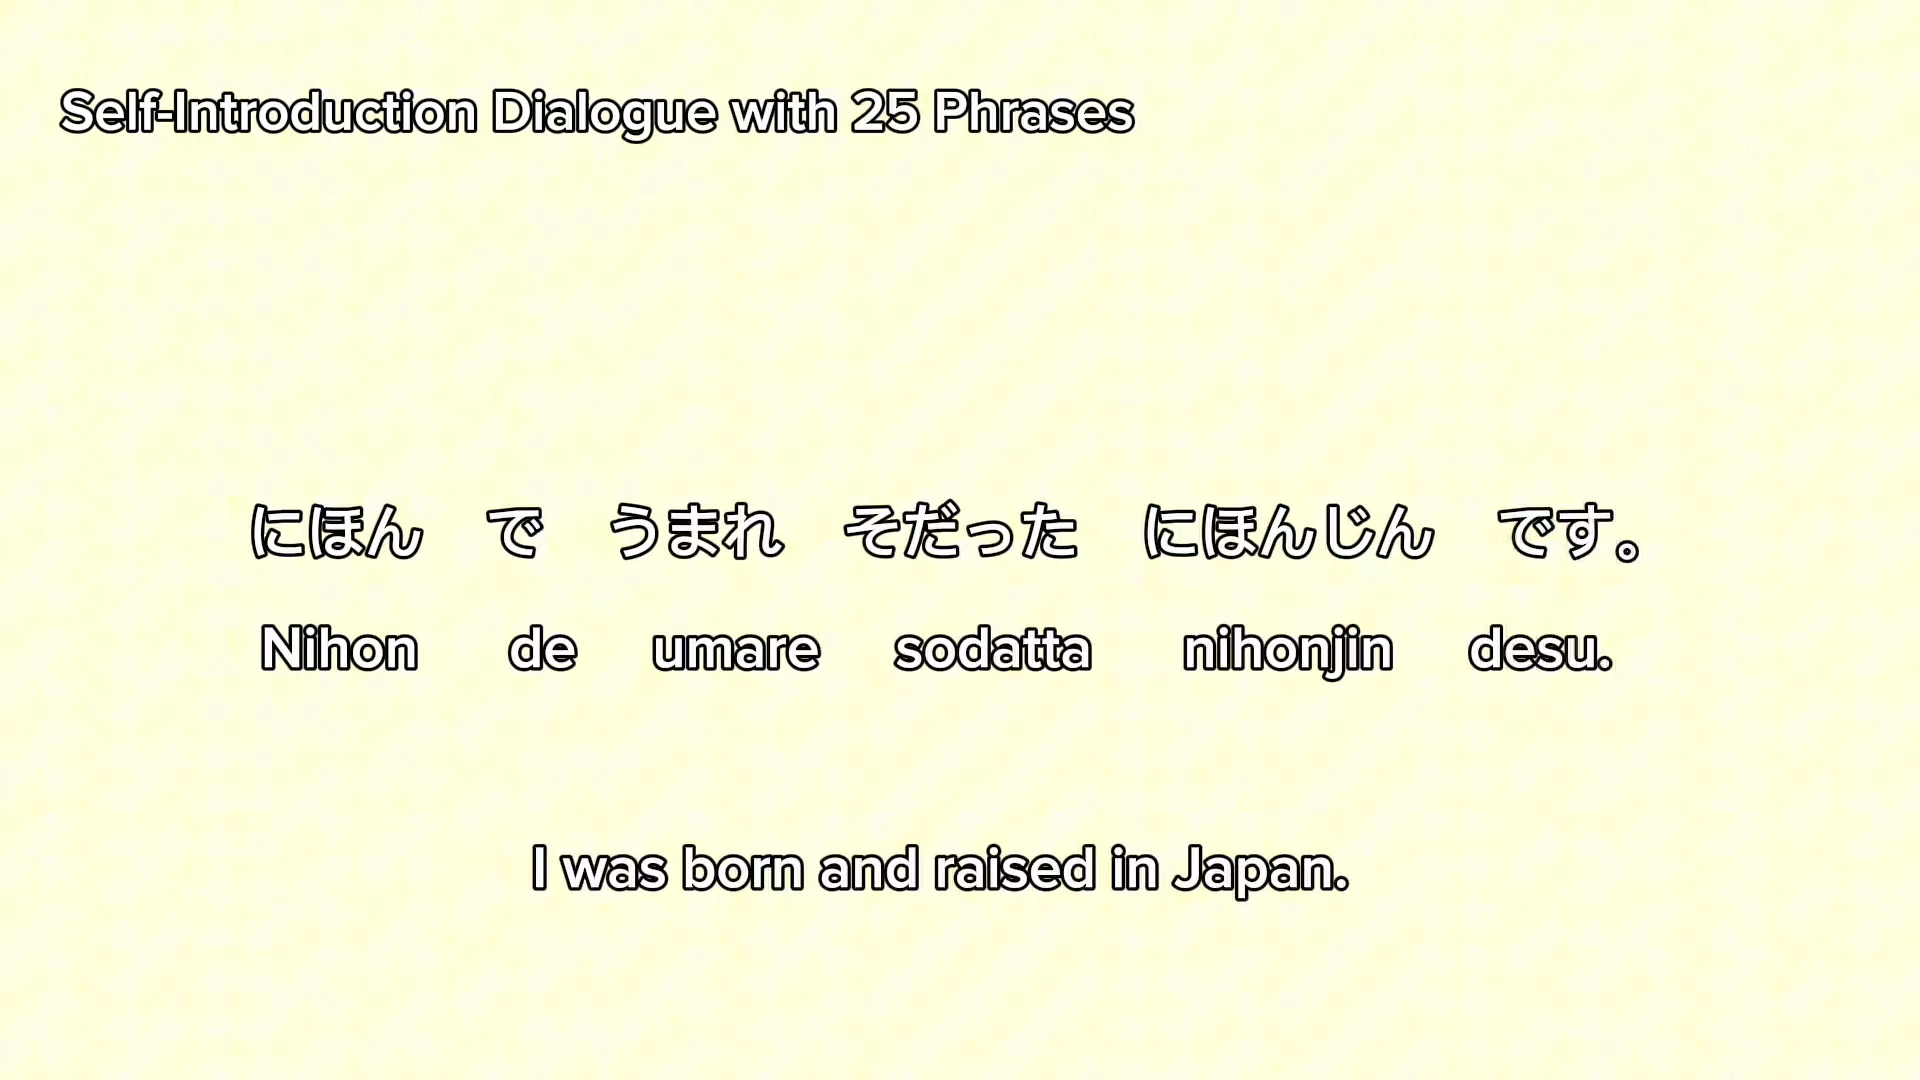 Self-Introduction Dialogue with 25 Phrases
にほん で うまれ そだった にほんじん です。
Nihon de umare sodatta nihonjin desu.
I was born and raised in Japan.